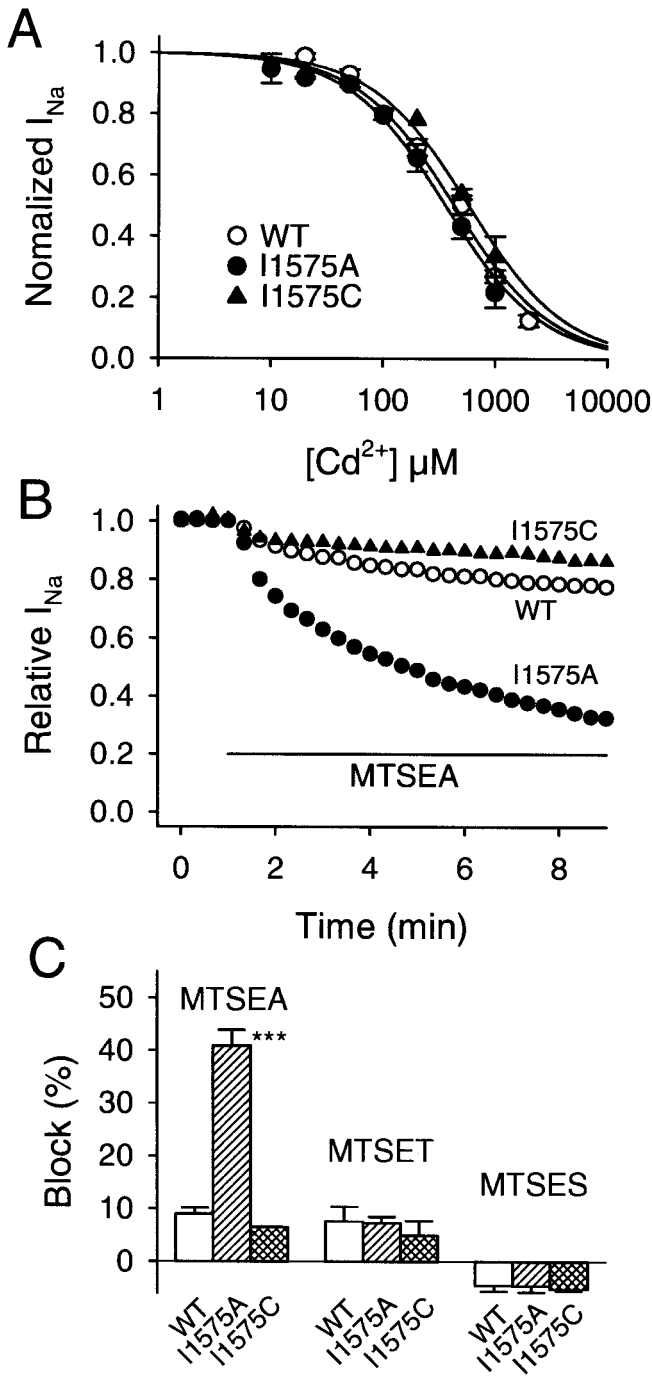 A
Nomalized I_Na
1.0
0.8
0.6
0.4
0.2
0.0
WT
I1575A
I1575C
1 10 100 1000 10000
[Cd²⁺] µM
B
Relative I_Na
1.0
0.8
0.6
0.4
0.2
0.0
I1575C
WT
I1575A
MTSEA
0 2 4 6 8
Time (min)
C
Block (%)
50
40
30
20
10
0
MTSEA
***
MTSET
MTSES
WT I1575A I1575C WT I1575A I1575C WT I1575A I1575C